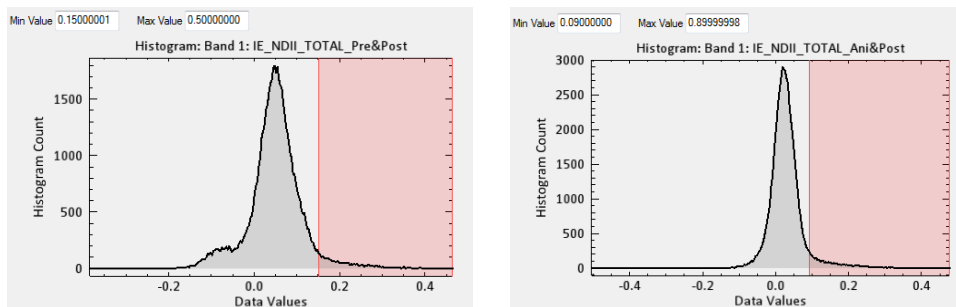 Min Value 0.15000001 Max Value 0.50000000
Histogram: Band 1: IE_NDII_TOTAL_Pre&Post
Histogram Count
1500
1000
500
0
-0.2 0.0 0.2 0.4
Data Values
Min Value 0.09000000 Max Value 0.89999998
Histogram: Band 1: IE_NDII_TOTAL_Ani&Post
Histogram Count
3000
2500
2000
1500
1000
500
0
-0.4 -0.2 0.0 0.2 0.4
Data Values